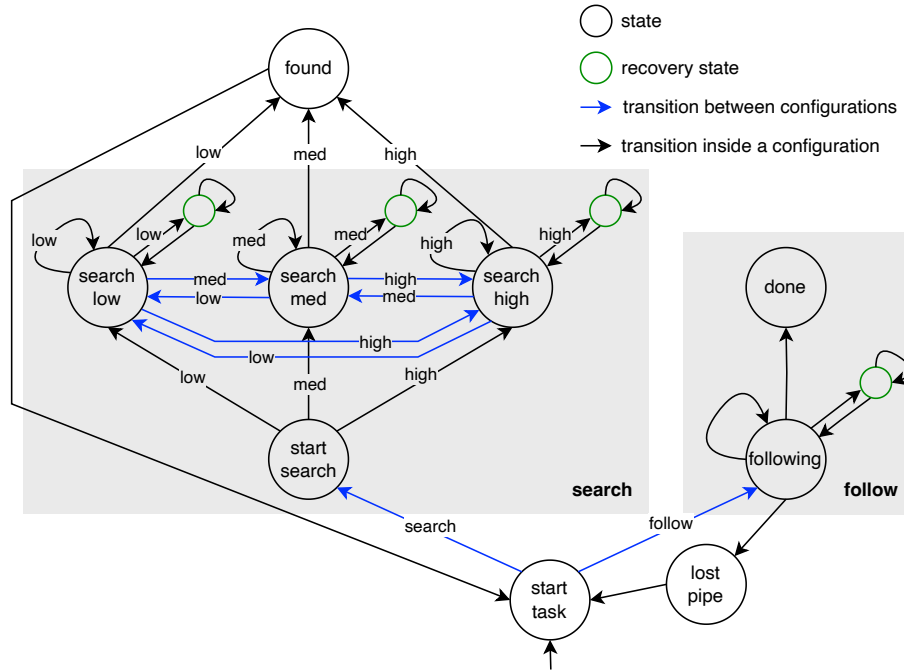 state
found
recovery state
transition between configurations
transition inside a configuration
low
med
high
low
low
med
med
high
high
search
low
search
med
search
high
med
low
high
med
high
low
low
med
high
start
search
search
done
following
follow
search
follow
start
task
lost
pipe